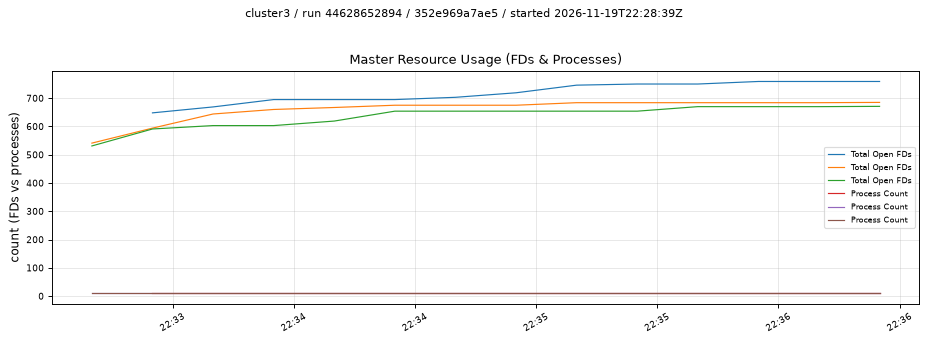 cluster3 / run 44628652894 / 352e969a7ae5 / started 2026-11-19T22:28:39Z
Master Resource Usage (FDs & Processes)
count (FDs vs processes)
700
600
500
400
300
200
100
0
Total Open FDs
Total Open FDs
Total Open FDs
Process Count
Process Count
Process Count
22:33
22:34
22:34
22:35
22:35
22:36
22:36